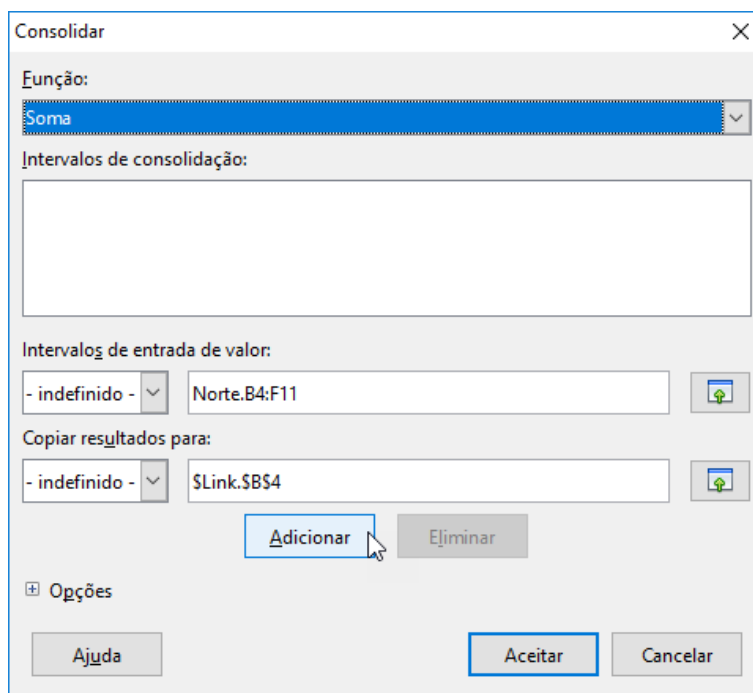 Consolidar
Função:
Soma
Intervalos de consolidação:
Intervalos de entrada de valor:
- indefinido - Norte.B4:F11
Copiar resultados para:
- indefinido - $Link.$B$4
Adicionar Eliminar
Opções
Ajuda Aceitar Cancelar